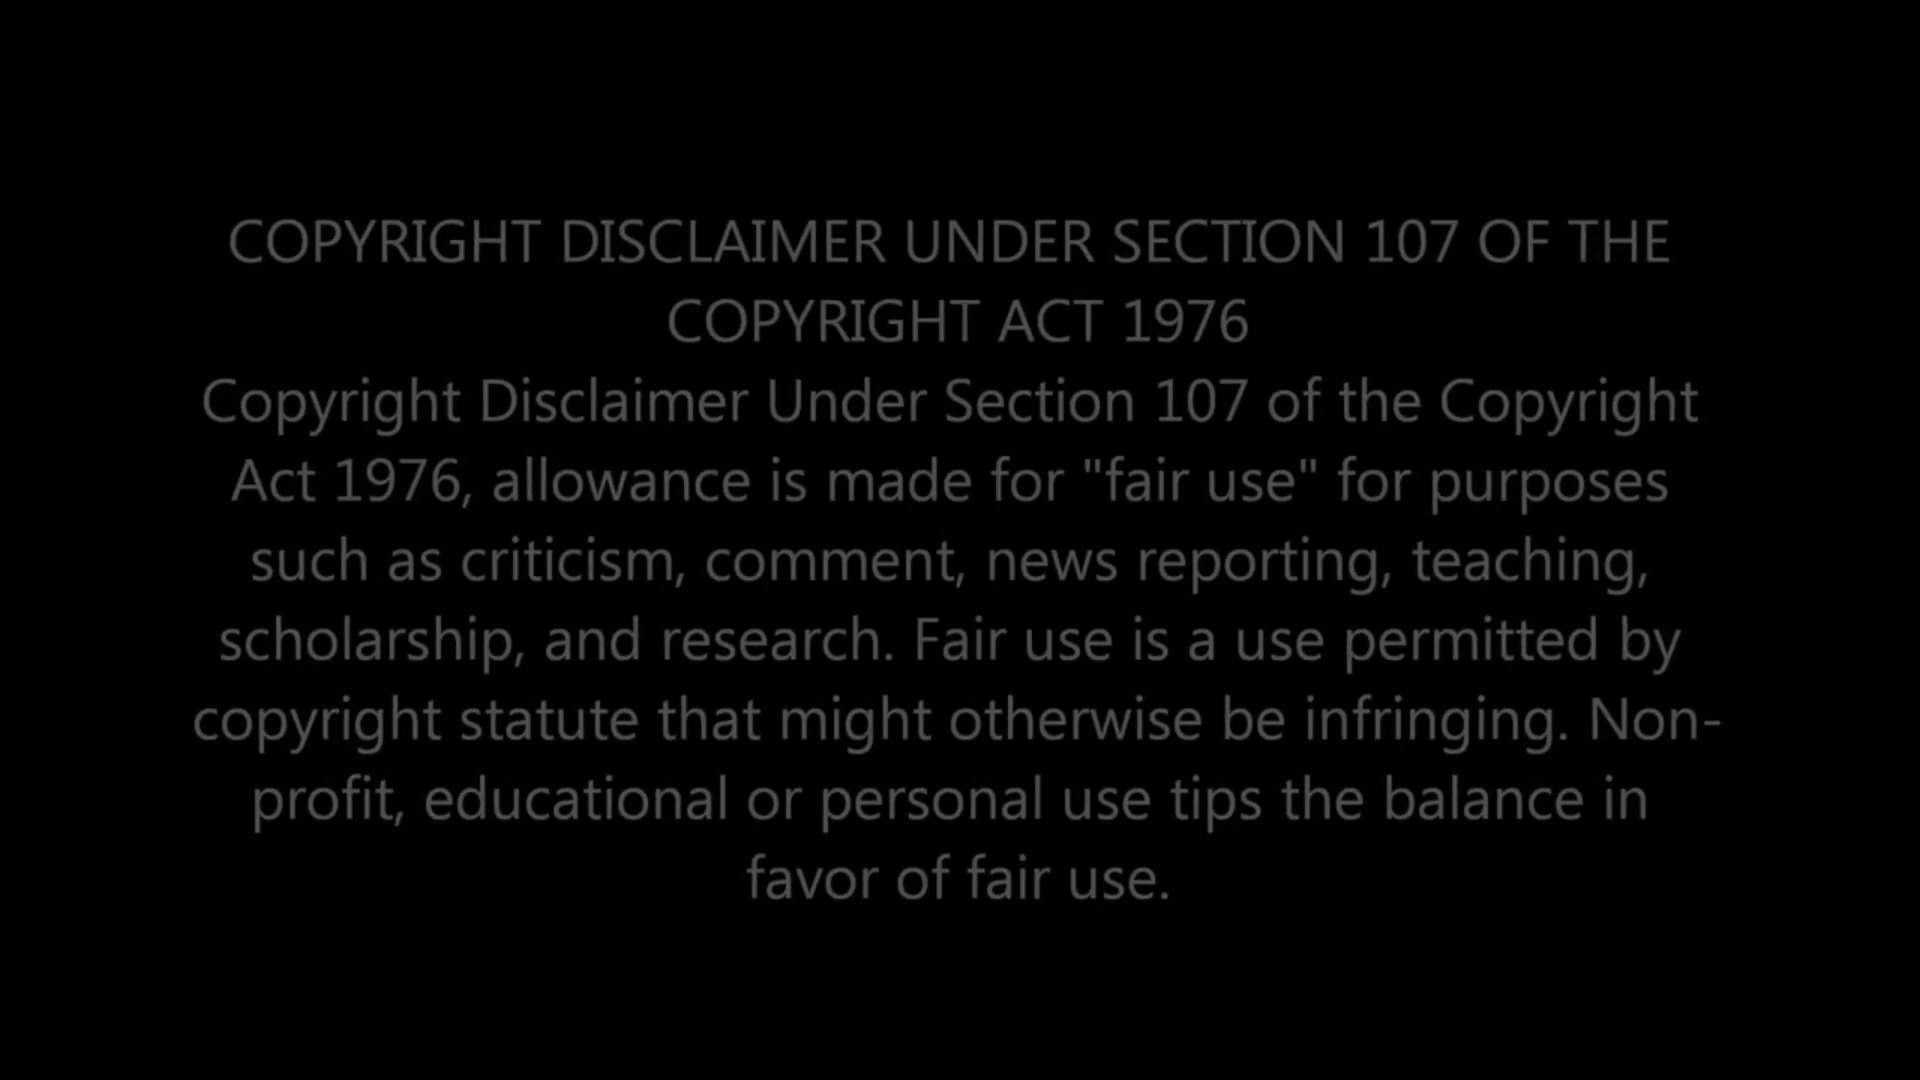 COPYRIGHT DISCLAIMER UNDER SECTION 107 OF THE
COPYRIGHT ACT 1976
Copyright Disclaimer Under Section 107 of the Copyright
Act 1976, allowance is made for "fair use" for purposes
such as criticism, comment, news reporting, teaching,
scholarship, and research. Fair use is a use permitted by
copyright statute that might otherwise be infringing. Non-
profit, educational or personal use tips the balance in
favor of fair use.